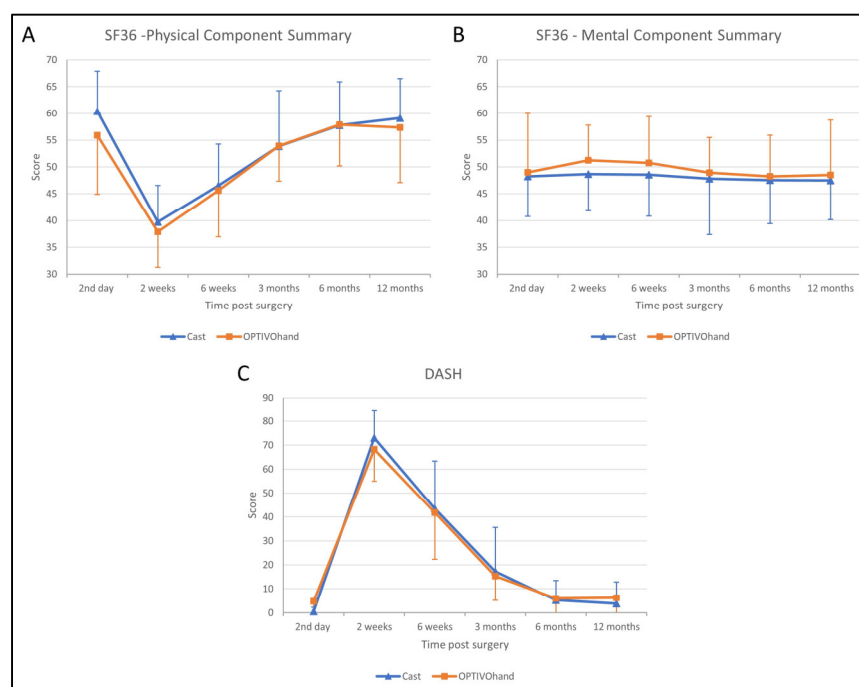 A
SF36 -Physical Component Summary
70
65
60
55
50
45
40
35
30
Score
2nd day 2 weeks 6 weeks 3 months 6 months 12 months
Time post surgery
Cast OPTIVOhand
B
SF36 - Mental Component Summary
70
65
60
55
50
45
40
35
30
Score
2nd day 2 weeks 6 weeks 3 months 6 months 12 months
Time post surgery
Cast OPTIVOhand
C
DASH
90
80
70
60
50
40
30
20
10
0
Score
2nd day 2 weeks 6 weeks 3 months 6 months 12 months
Time post surgery
Cast OPTIVOhand